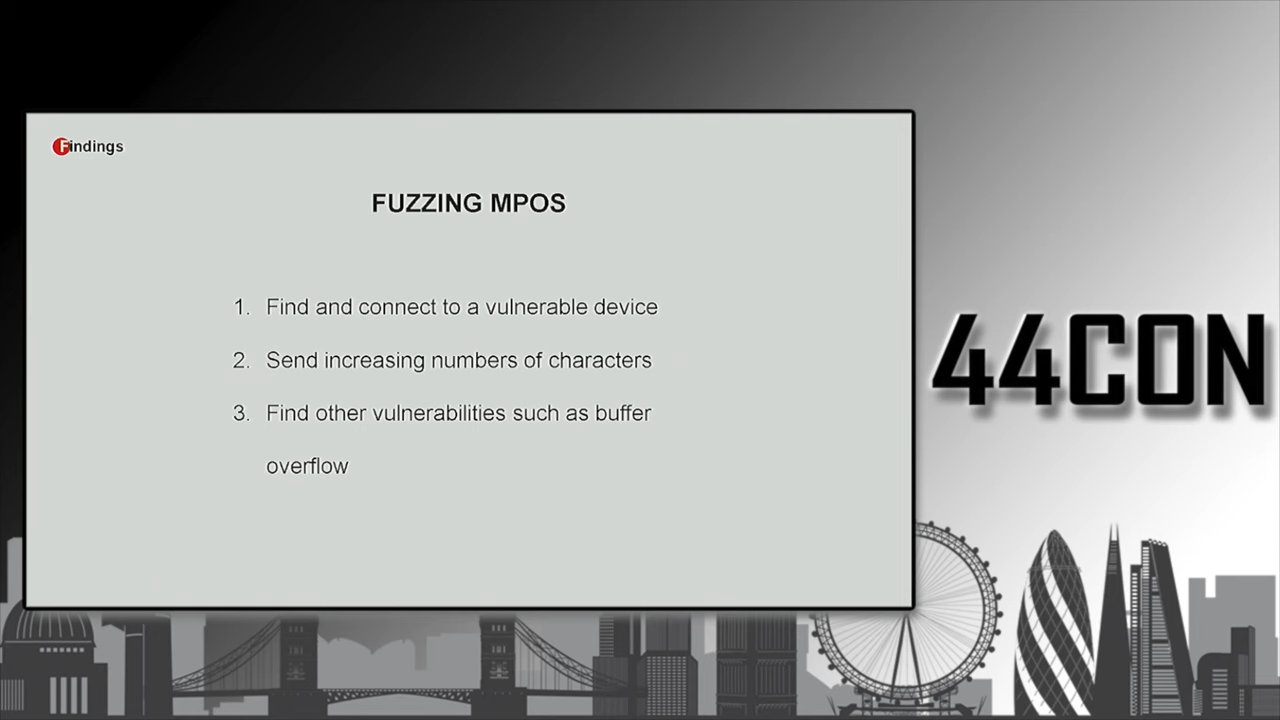 Findings
FUZZING MPOS
1. Find and connect to a vulnerable device
2. Send increasing numbers of characters
3. Find other vulnerabilities such as buffer
overflow
44CON